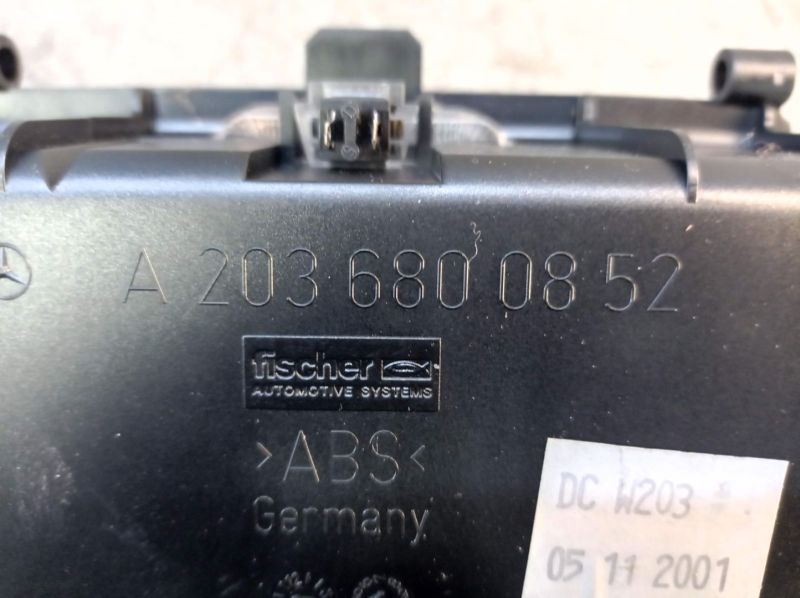 A 203 680 08 52
fischer
AUTOMOTIVE SYSTEMS
>ABS<
Germany
DC W203
05 11 2001